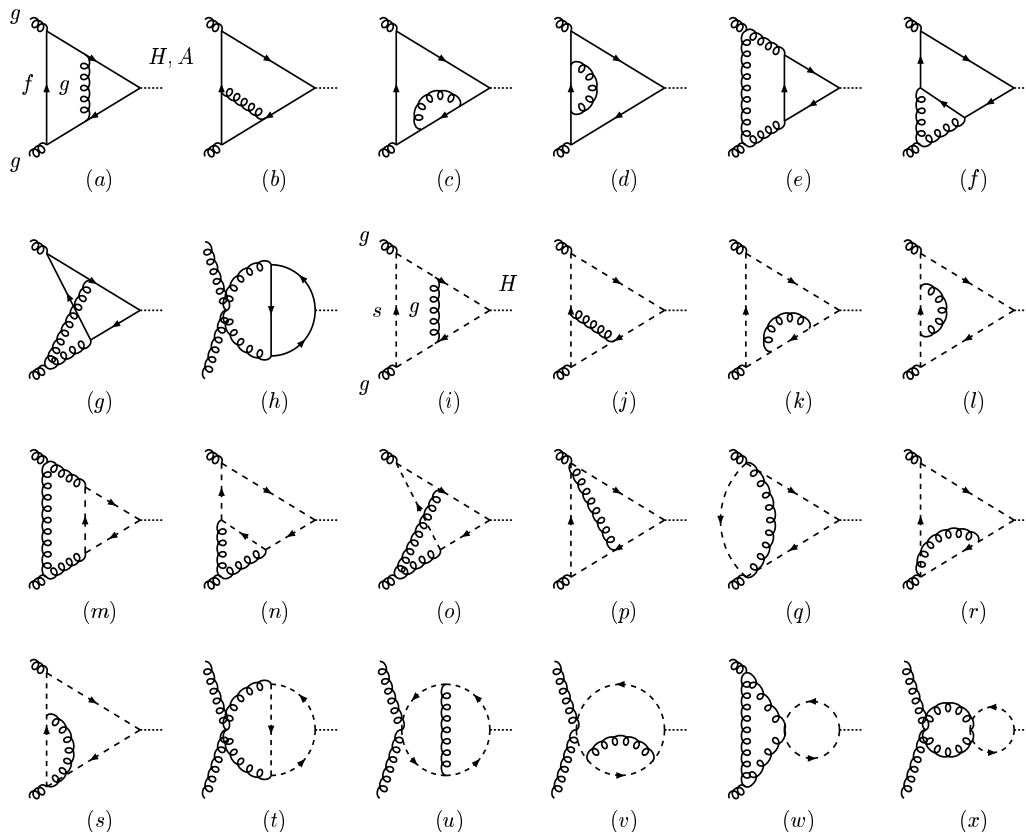 g
H, A
f g
g
(a) (b) (c) (d) (e) (f)
g
H
s g
g
(g) (h) (i) (j) (k) (l)
(m) (n) (o) (p) (q) (r)
(s) (t) (u) (v) (w) (x)